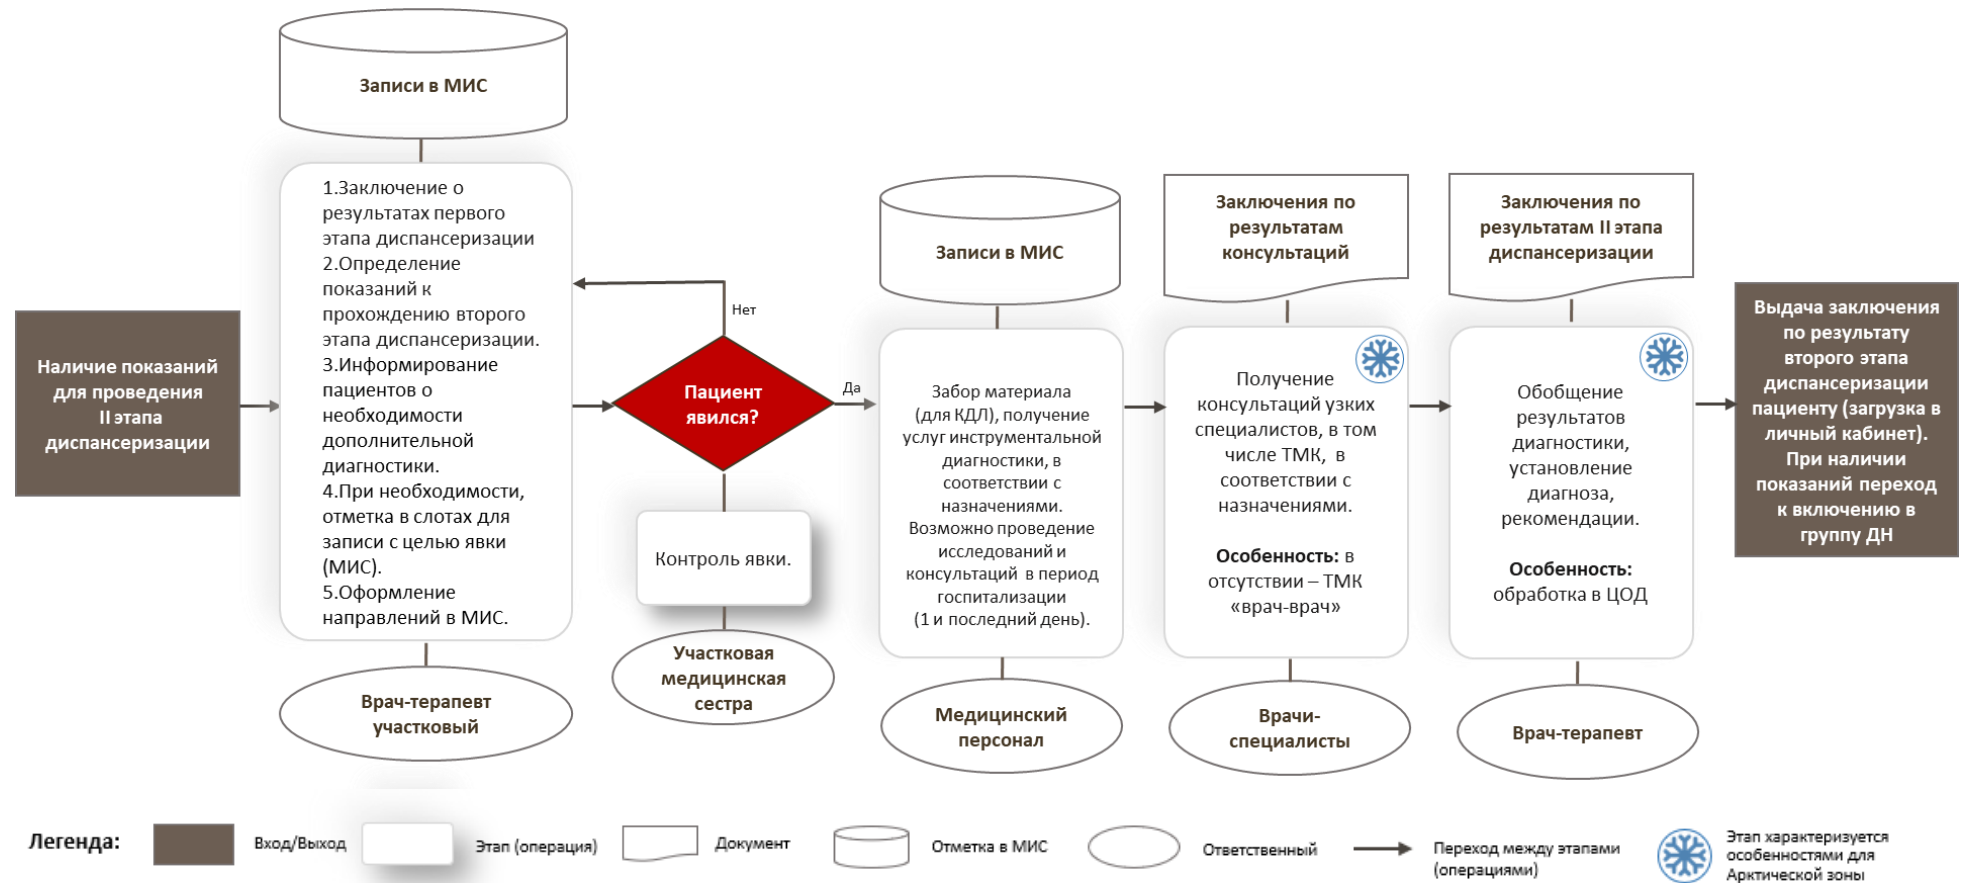 Записи в МИС
1.Заключение о
результатах первого
этапа диспансеризации
2.Определение
показаний к
прохождению второго
этапа диспансеризации.
3.Информирование
пациентов о
необходимости
дополнительной
диагностики.
4.При необходимости,
отметка в слотах для
записи с целью явки
(МИС).
5.Оформление
направлений в МИС.
Врач-терапевт
участковый
Наличие показаний
для проведения
II этапа
диспансеризации
Нет
Пациент
явился?
Да
Контроль явки.
Участковая
медицинская
сестра
Записи в МИС
Забор материала
(для КДЛ), получение
услуг инструментальной
диагностики, в
соответствии с
назначениями.
Возможно проведение
исследований и
консультаций в период
госпитализации
(1 и последний день).
Медицинский
персонал
Заключения по
результатам
консультаций
Получение
консультаций узких
специалистов, в том
числе ТМК, в
соответствии с
назначениями.
Особенность: в
отсутствии – ТМК
«врач-врач»
Врачи-
специалисты
Заключения по
результатам II этапа
диспансеризации
Обобщение
результатов
диагностики,
установление
диагноза,
рекомендации.
Особенность:
обработка в ЦОД
Врач-терапевт
Выдача заключения
по результату
второго этапа
диспансеризации
пациенту (загрузка в
личный кабинет).
При наличии
показаний переход
к включению в
группу ДН
Легенда:
Вход/Выход
Этап (операция)
Документ
Отметка в МИС
Ответственный
Переход между этапами
(операциями)
Этап характеризуется
особенностями для
Арктической зоны